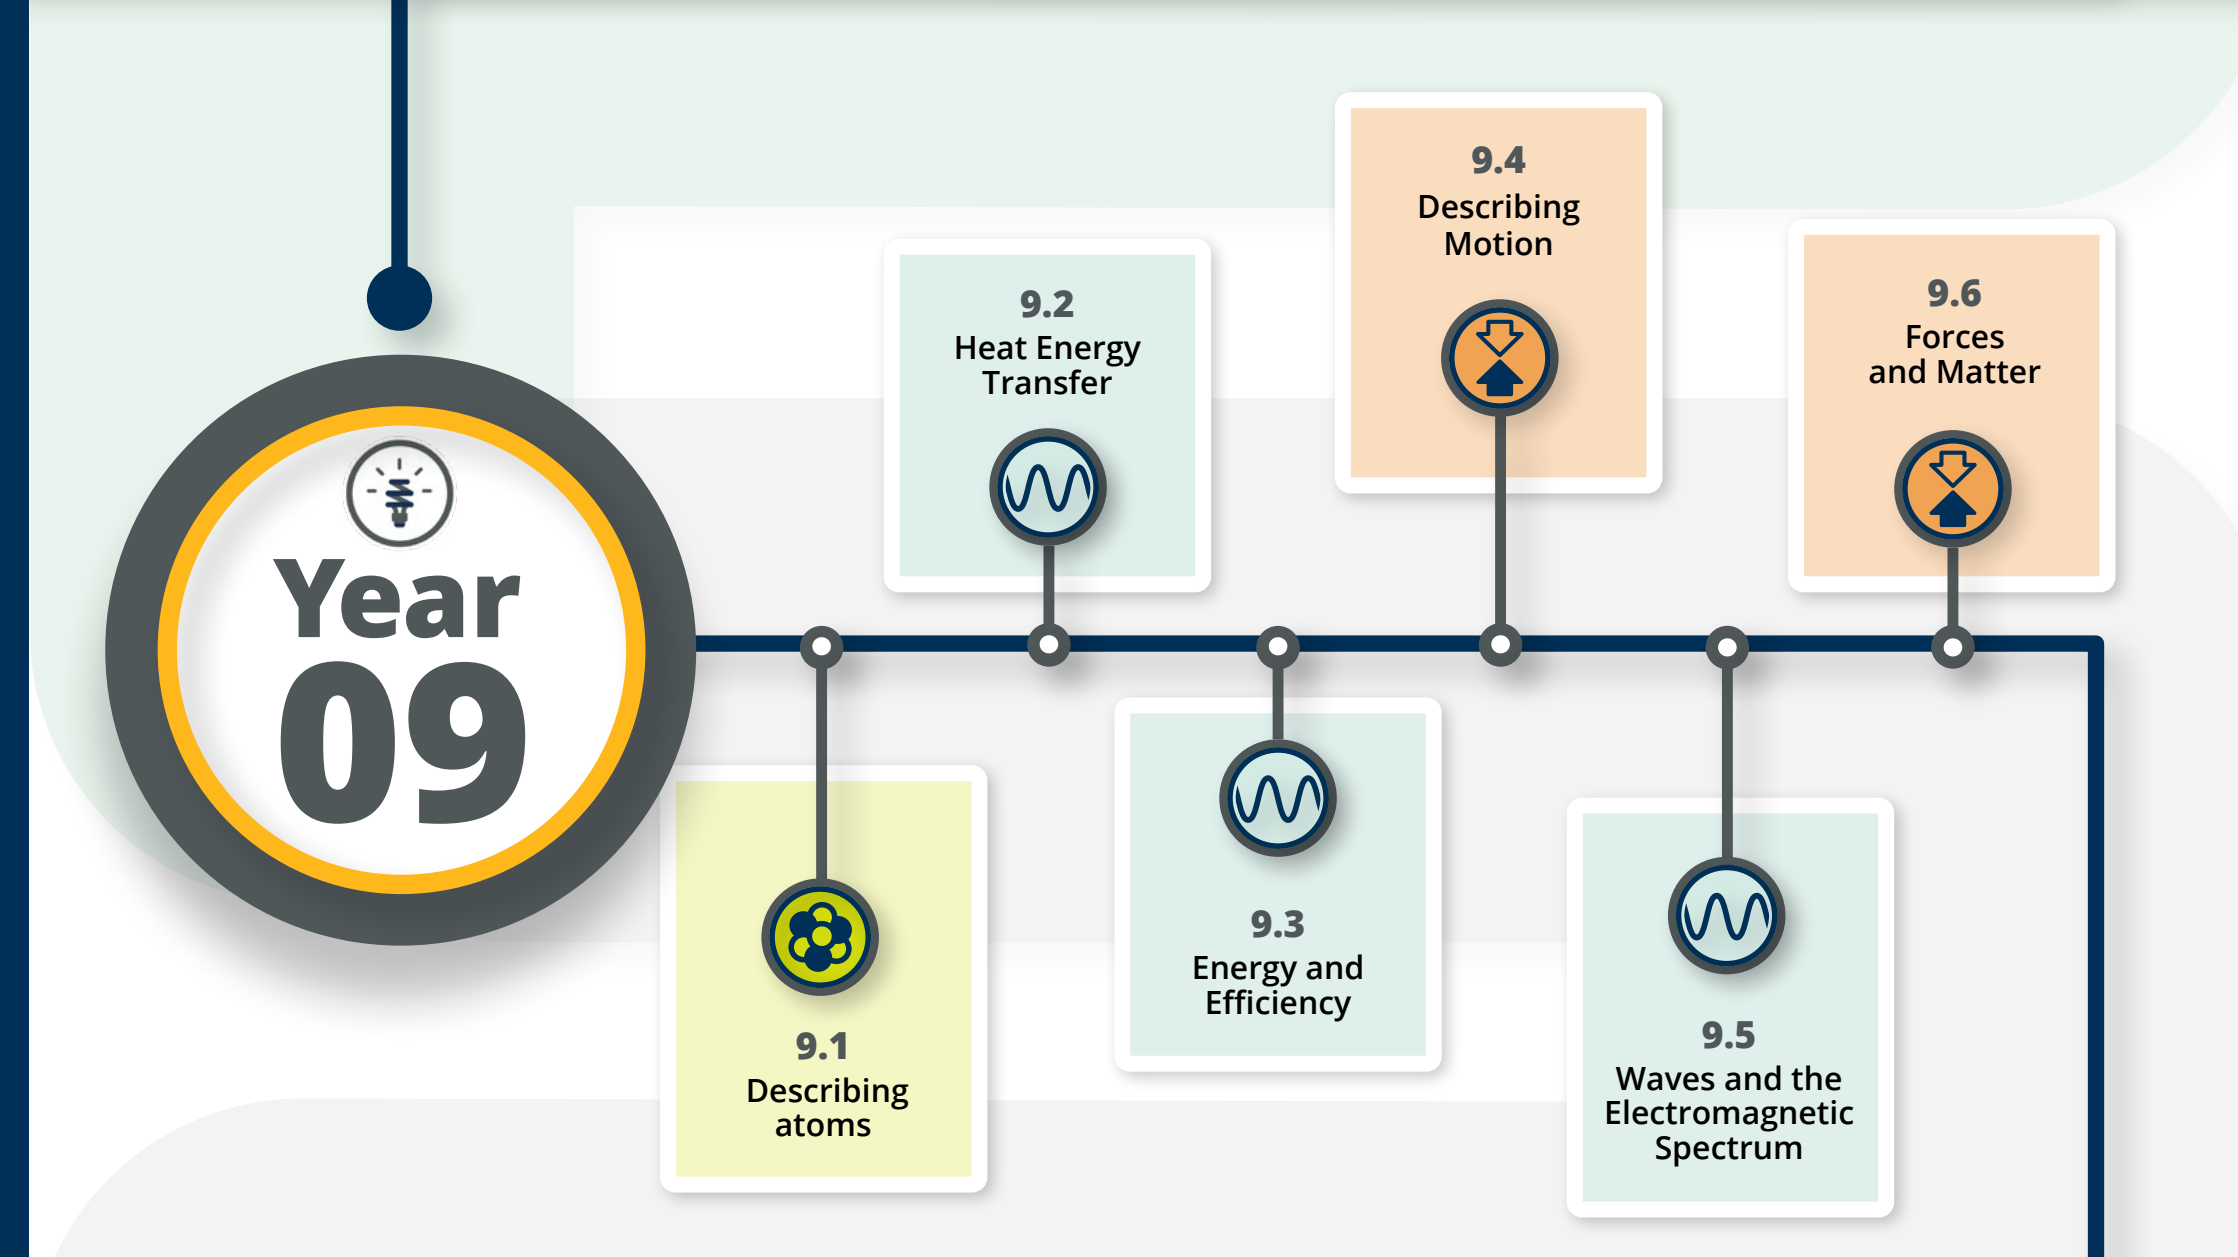 Year
09
9.1
Describing
atoms
9.2
Heat Energy
Transfer
9.3
Energy and
Efficiency
9.4
Describing
Motion
9.5
Waves and the
Electromagnetic
Spectrum
9.6
Forces
and Matter